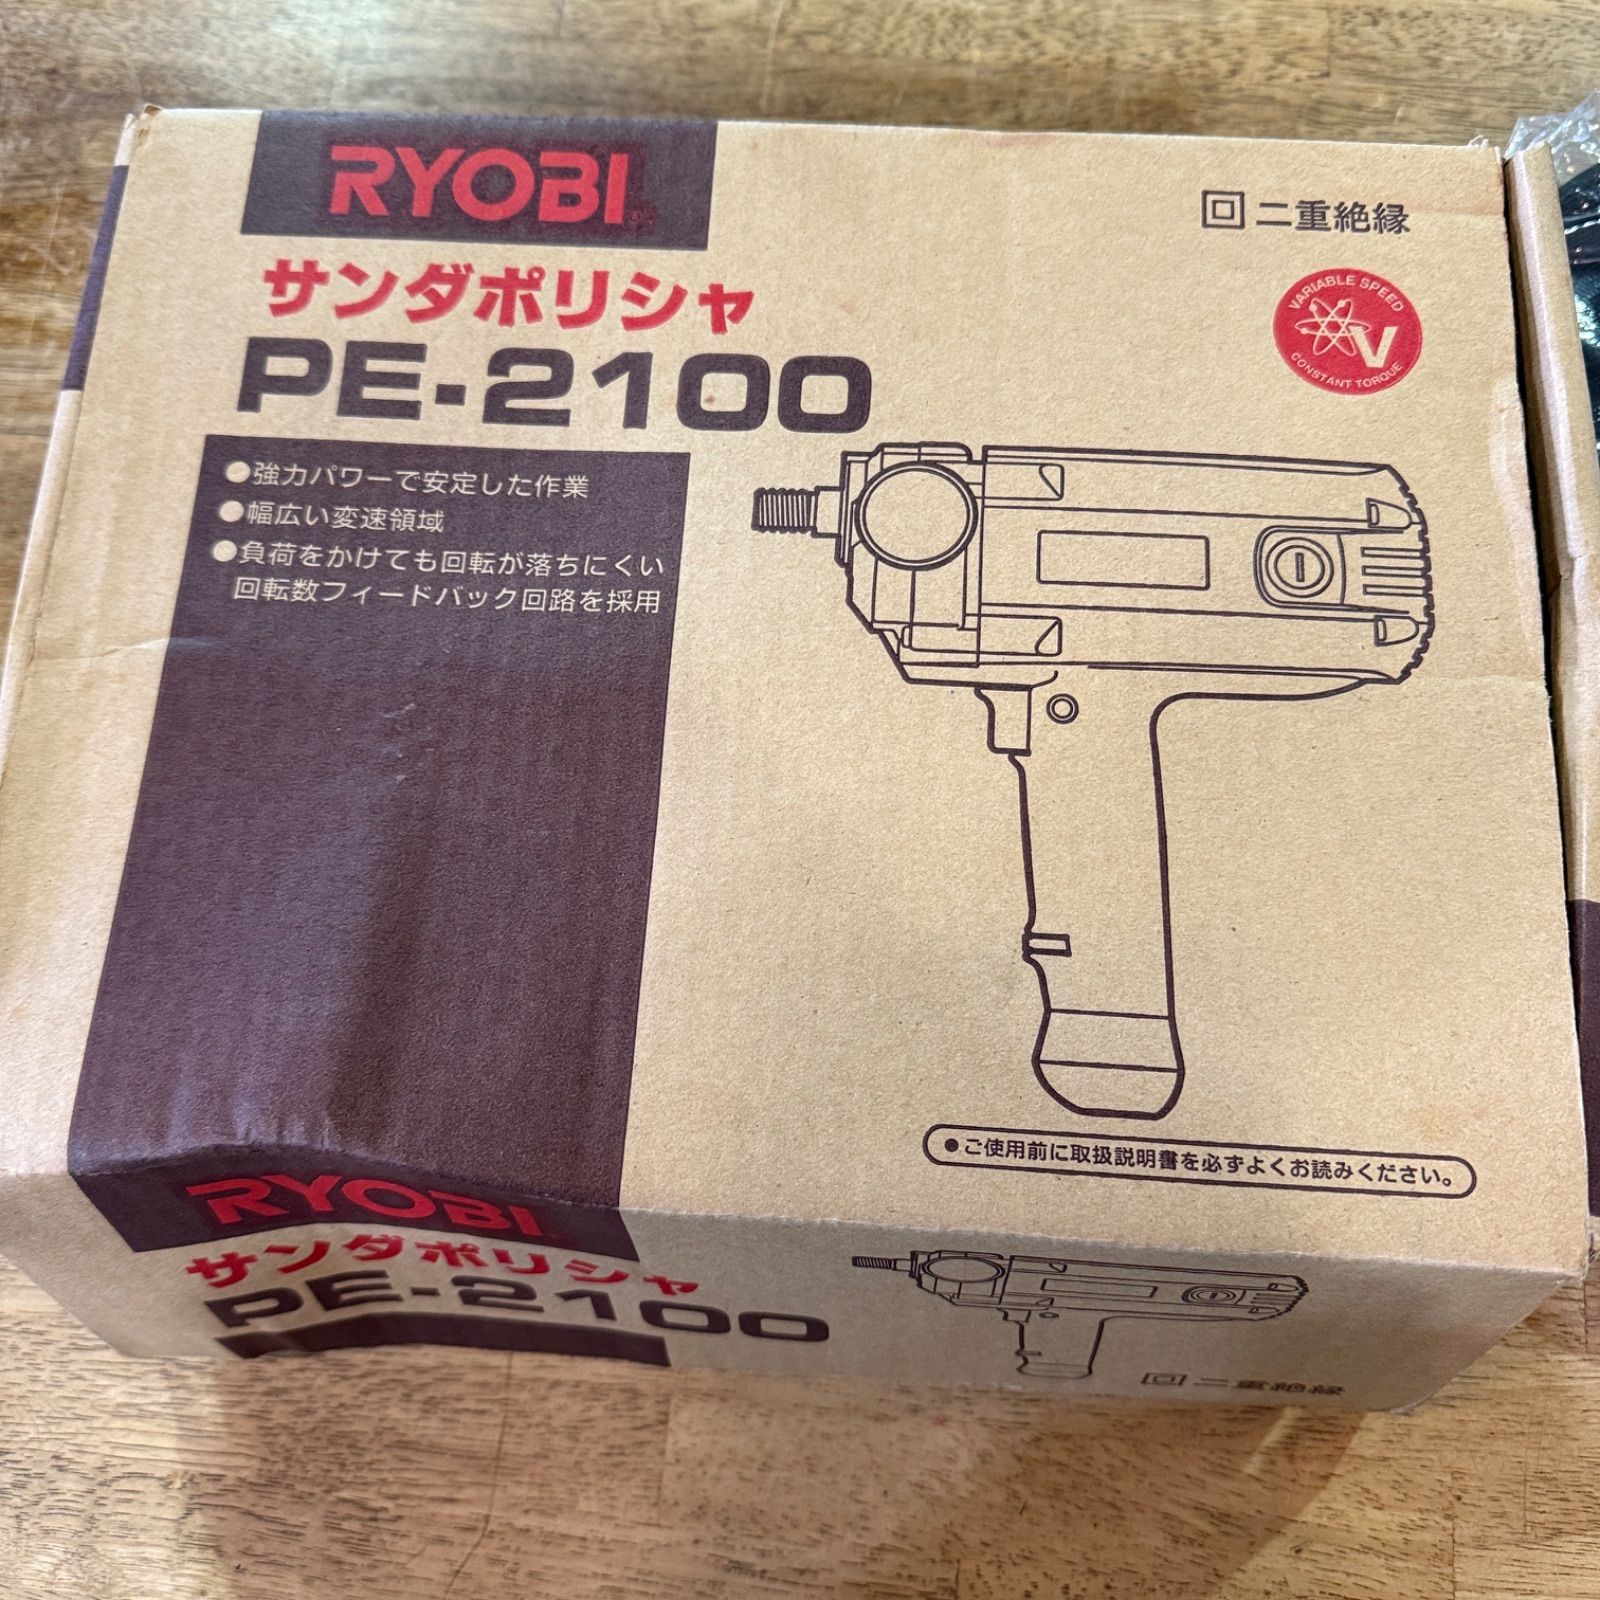 RYOBI
回 二重絶縁
サンダポリシャ
PE-2100
VARIABLE SPEED
V
CONSTANT TORQUE
●強力パワーで安定した作業
●幅広い変速領域
●負荷をかけても回転が落ちにくい
回転数フィードバック回路を採用
●ご使用前に取扱説明書を必ずよくお読みください。
RYOBI
サンダポリシャ
PE-2100
回 二重絶縁